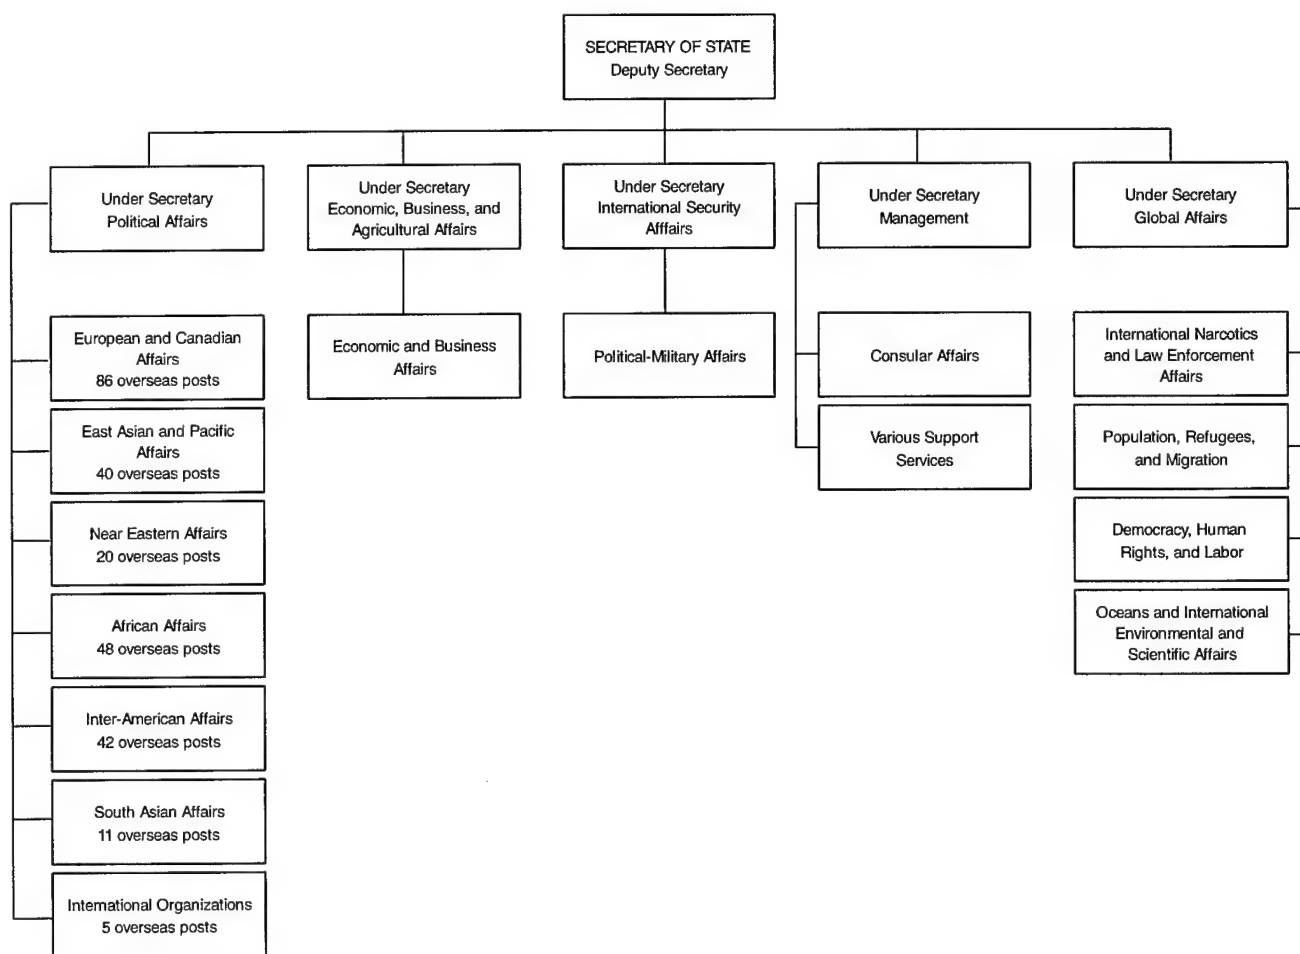 SECRETARY OF STATE
Deputy Secretary
Under Secretary
Political Affairs
Under Secretary
Economic, Business, and
Agricultural Affairs
Under Secretary
International Security
Afffairs
Under Secretary
Management
Under Secretary
Global Affairs
European and Canadian
Affairs
86 overseas posts
East Asian and Pacific
Affairs
40 overseas posts
Near Eastern Affairs
20 overseas posts
African Affairs
48 overseas posts
Inter-American Affairs
42 overseas posts
South Asian Affairs
11 overseas posts
International Organizations
5 overseas posts
Economic and Business
Affairs
Political-Military Affairs
Consular Affairs
Various Support
Services
International Narcotics
and Law Enforcement
Affairs
Population, Refugees,
and Migration
Democracy, Human
Rights, and Labor
Oceans and International
Environmental and
Scientific Affairs